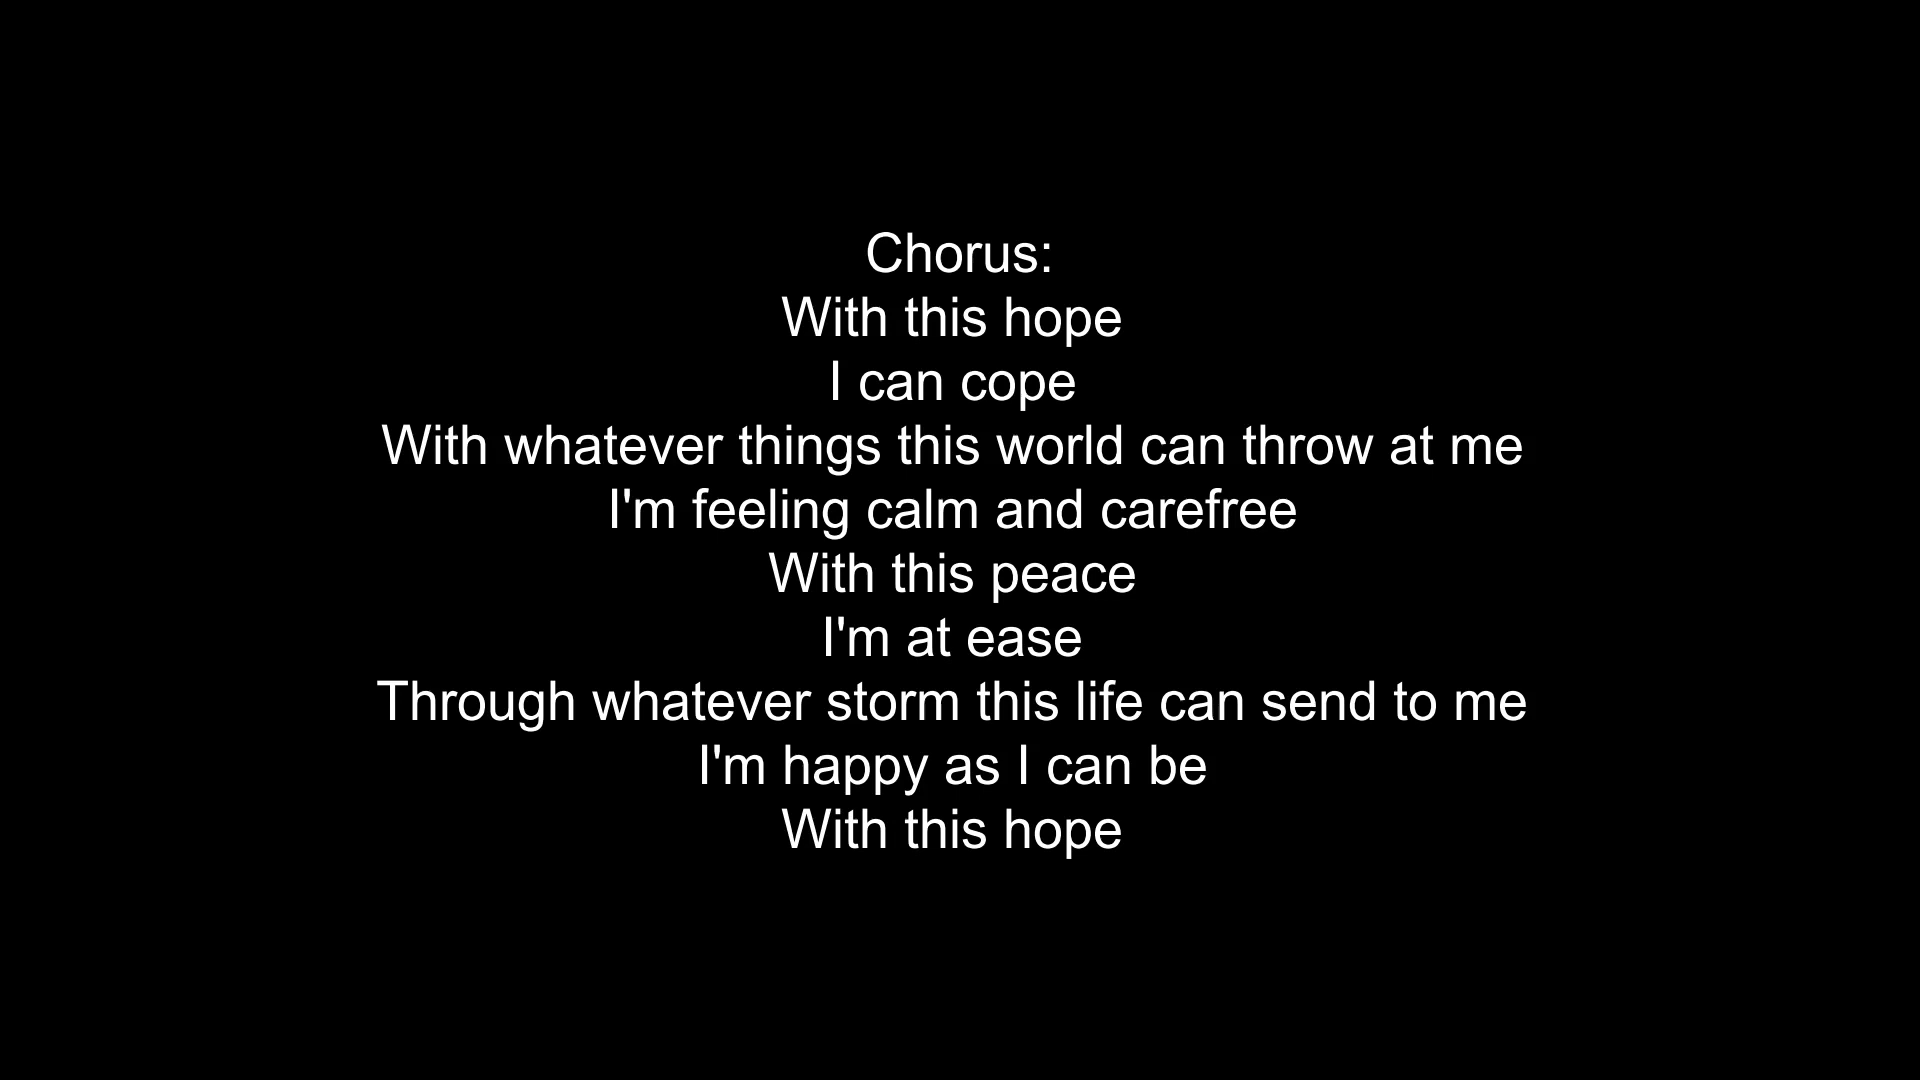 Chorus:
With this hope
I can cope
With whatever things this world can throw at me
I'm feeling calm and carefree
With this peace
I'm at ease
Through whatever storm this life can send to me
I'm happy as I can be
With this hope